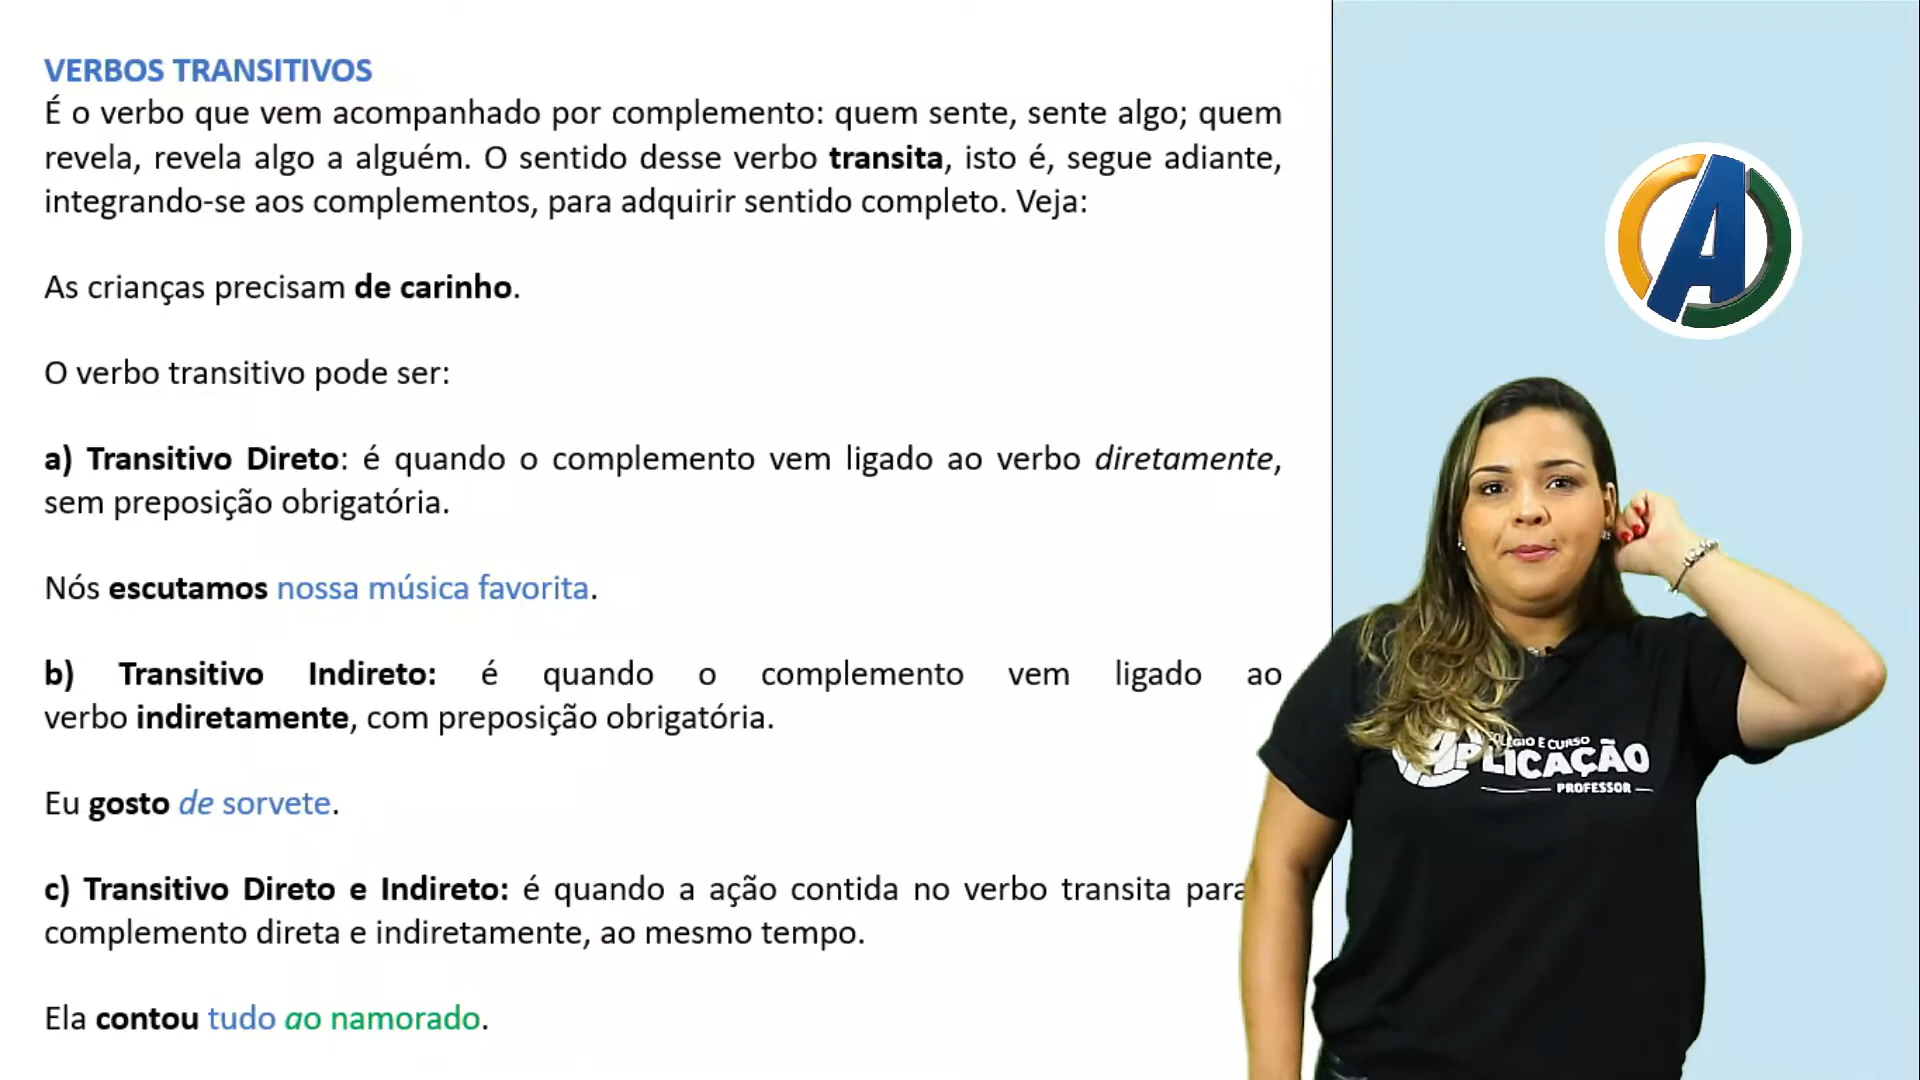 VERBOS TRANSITIVOS
É o verbo que vem acompanhado por complemento: quem sente, sente algo; quem
revela, revela algo a alguém. O sentido desse verbo transita, isto é, segue adiante,
integrando-se aos complementos, para adquirir sentido completo. Veja:
As crianças precisam de carinho.
O verbo transitivo pode ser:
a) Transitivo Direto: é quando o complemento vem ligado ao verbo diretamente,
sem preposição obrigatória.
Nós escutamos nossa música favorita.
b) Transitivo Indireto: é quando o complemento vem ligado ao
verbo indiretamente, com preposição obrigatória.
Eu gosto de sorvete.
c) Transitivo Direto e Indireto: é quando a ação contida no verbo transita para
complemento direta e indiretamente, ao mesmo tempo.
Ela contou tudo ao namorado.
A
E CURSO
APLICAÇÃO
PROFESSOR